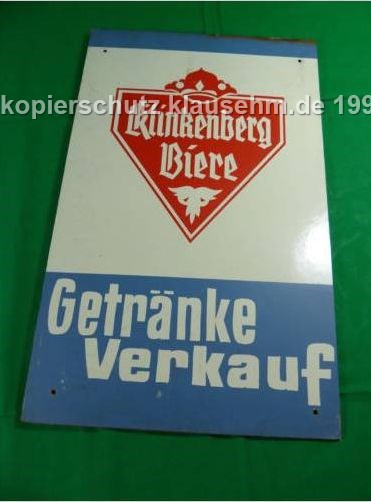 kopierschutz.klausehm.de 199
Klinkenberg
Biere
Getränke
Verkauf